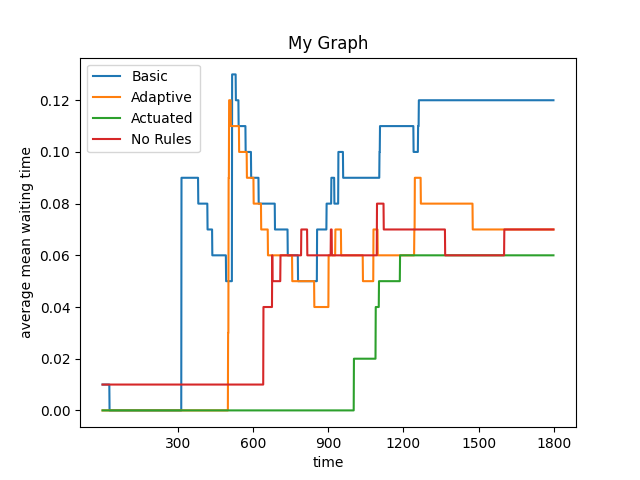 My Graph
Basic
Adaptive
Actuated
No Rules
average mean waiting time
0.12
0.10
0.08
0.06
0.04
0.02
0.00
300 600 900 1200 1500 1800
time